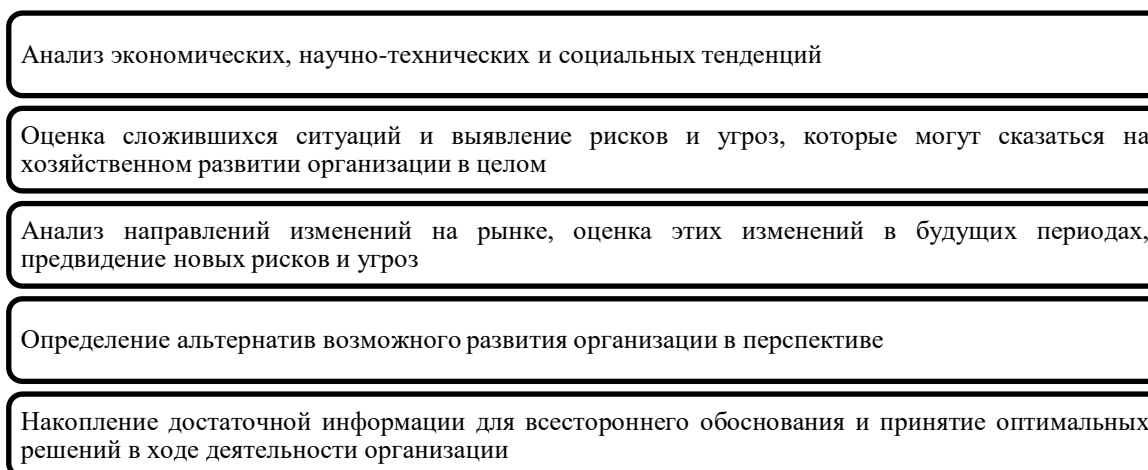 Анализ экономических, научно-технических и социальных тенденций
Оценка сложившихся ситуаций и выявление рисков и угроз, которые могут сказаться на
хозяйственном развитии организации в целом
Анализ направлений изменений на рынке, оценка этих изменений в будущих периодах,
предвидение новых рисков и угроз
Определение альтернатив возможного развития организации в перспективе
Накопление достаточной информации для всестороннего обоснования и принятие оптимальных
решений в ходе деятельности организации